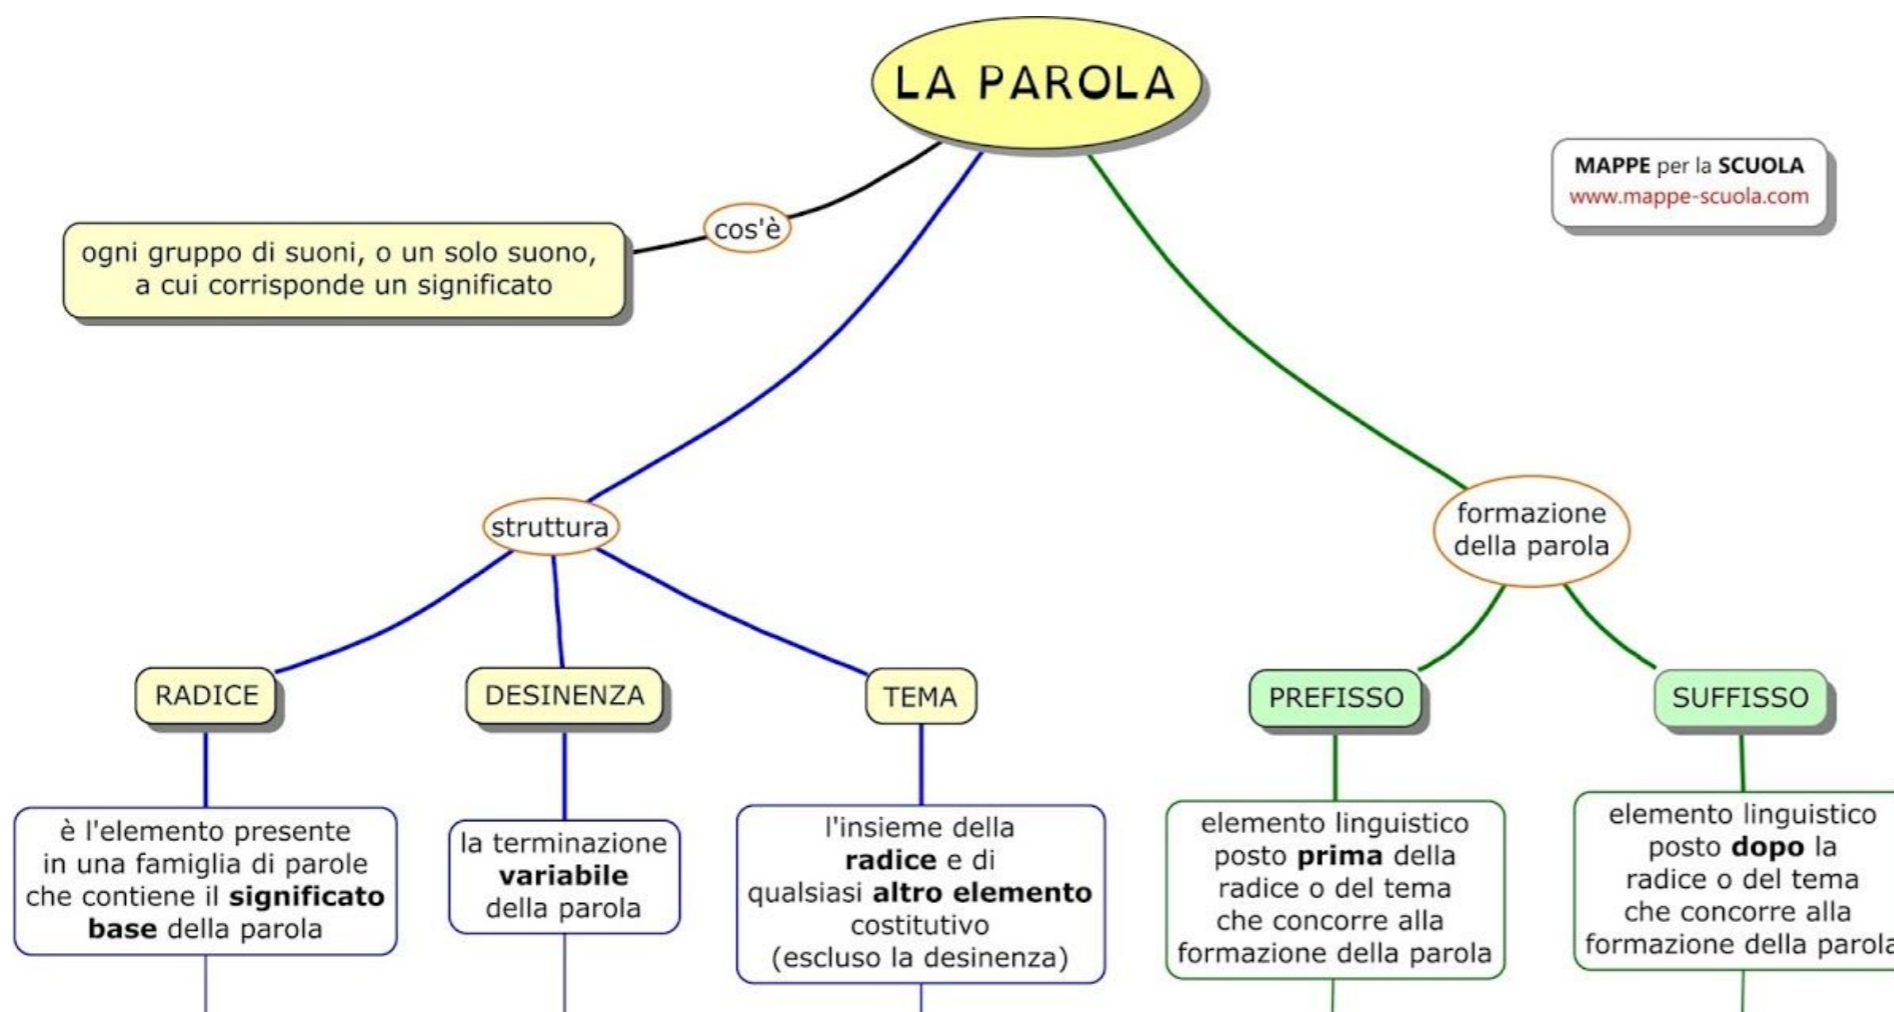 LA PAROLA
MAPPE per la SCUOLA
www.mappe-scuola.com
cos'è
ogni gruppo di suoni, o un solo suono,
a cui corrisponde un significato
struttura
formazione
della parola
RADICE
DESINENZA
TEMA
PREFISSO
SUFFISSO
è l'elemento presente
in una famiglia di parole
che contiene il significato
base della parola
la terminazione
variabile
della parola
l'insieme della
radice e di
qualsiasi altro elemento
costitutivo
(escluso la desinenza)
elemento linguistico
posto prima della
radice o del tema
che concorre alla
formazione della parola
elemento linguistico
posto dopo la
radice o del tema
che concorre alla
formazione della parola